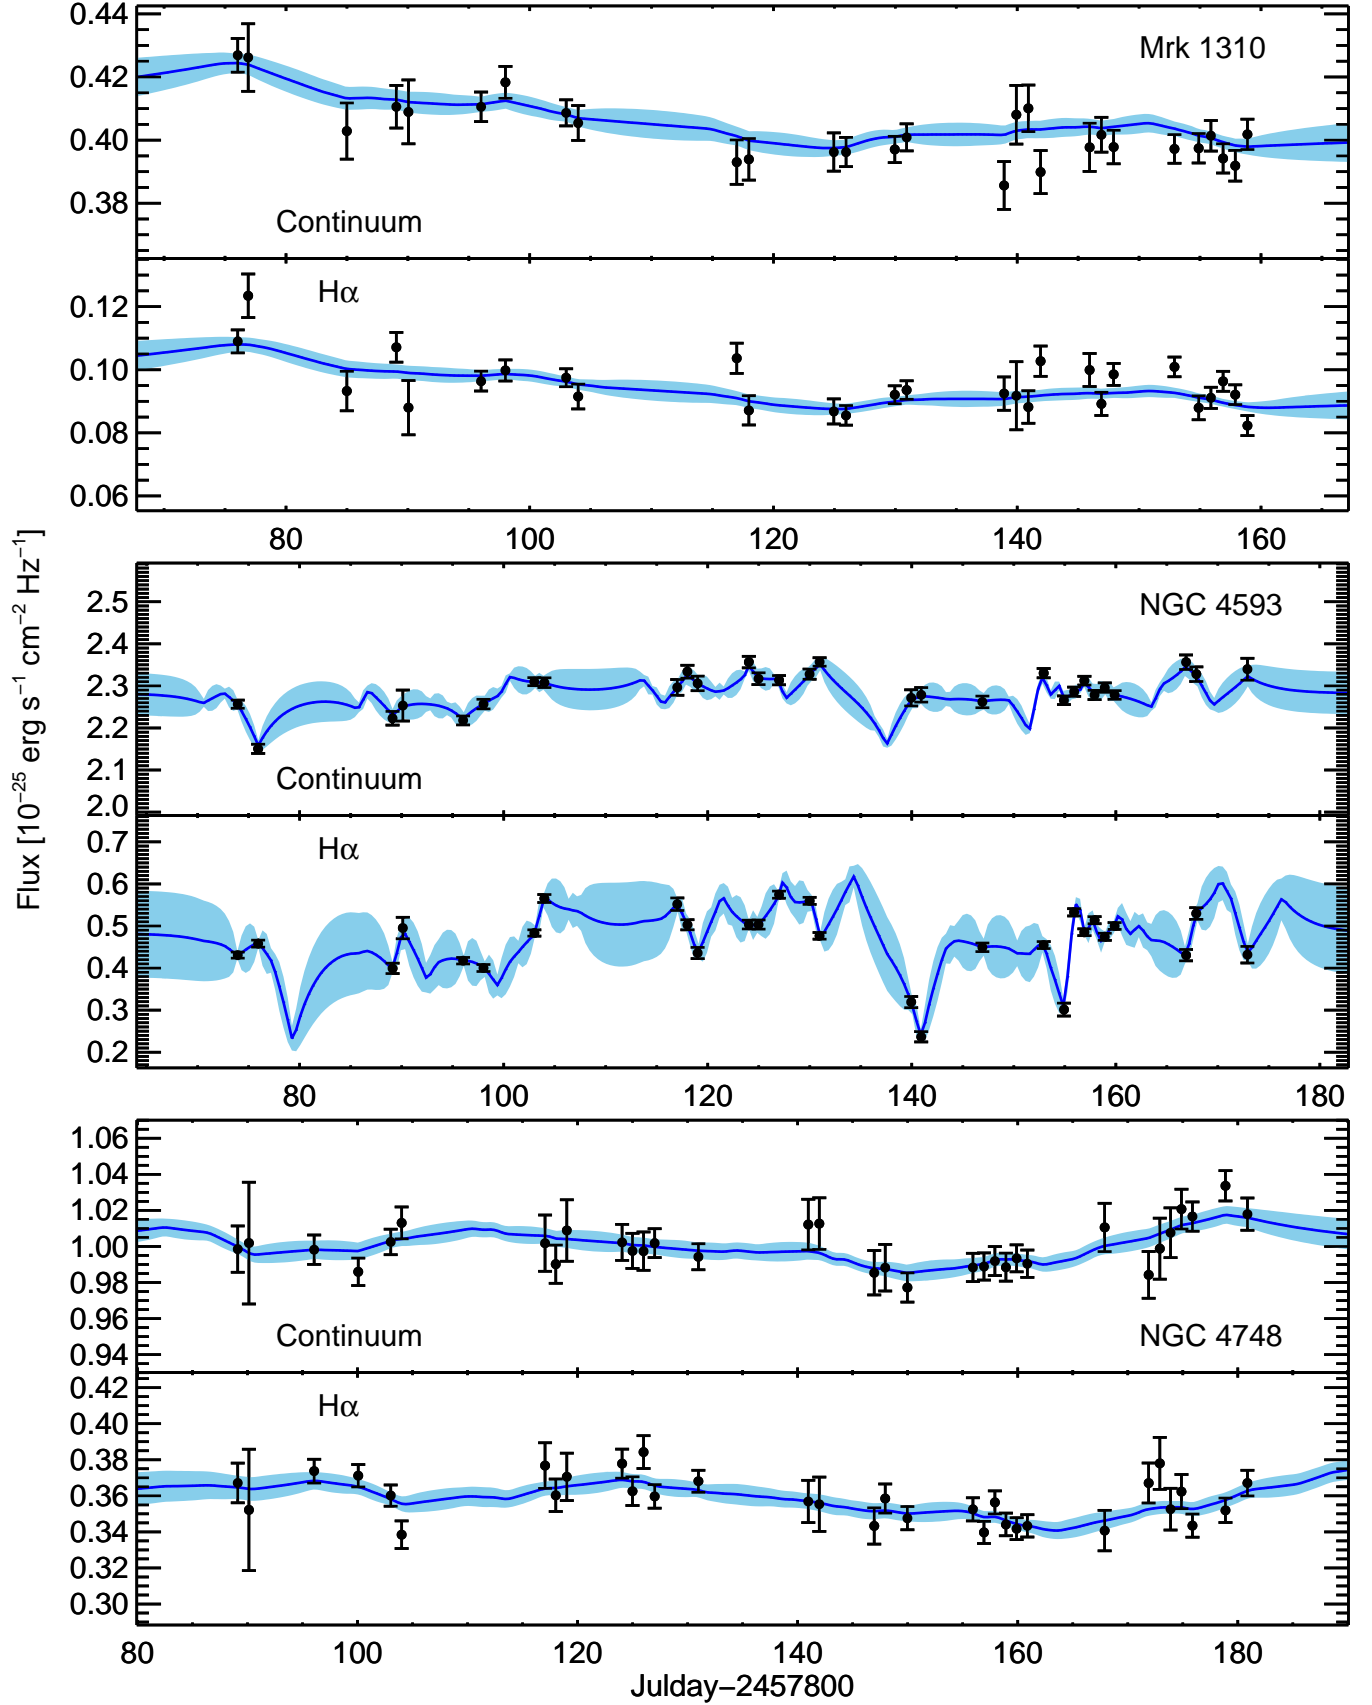 0.44
Mrk 1310
0.42
0.40
0.38
Continuum
Hα
0.12
0.10
0.08
0.06
80 100 120 140 160
Flux [10⁻²⁵ erg s⁻¹ cm⁻² Hz⁻¹]
2.5
NGC 4593
2.4
2.3
2.2
2.1
Continuum
2.0
0.7
Hα
0.6
0.5
0.4
0.3
0.2
80 100 120 140 160 180
1.06
1.04
1.02
1.00
0.98
0.96
Continuum
NGC 4748
0.94
0.42
Hα
0.40
0.38
0.36
0.34
0.32
0.30
80 100 120 140 160 180
Julday−2457800